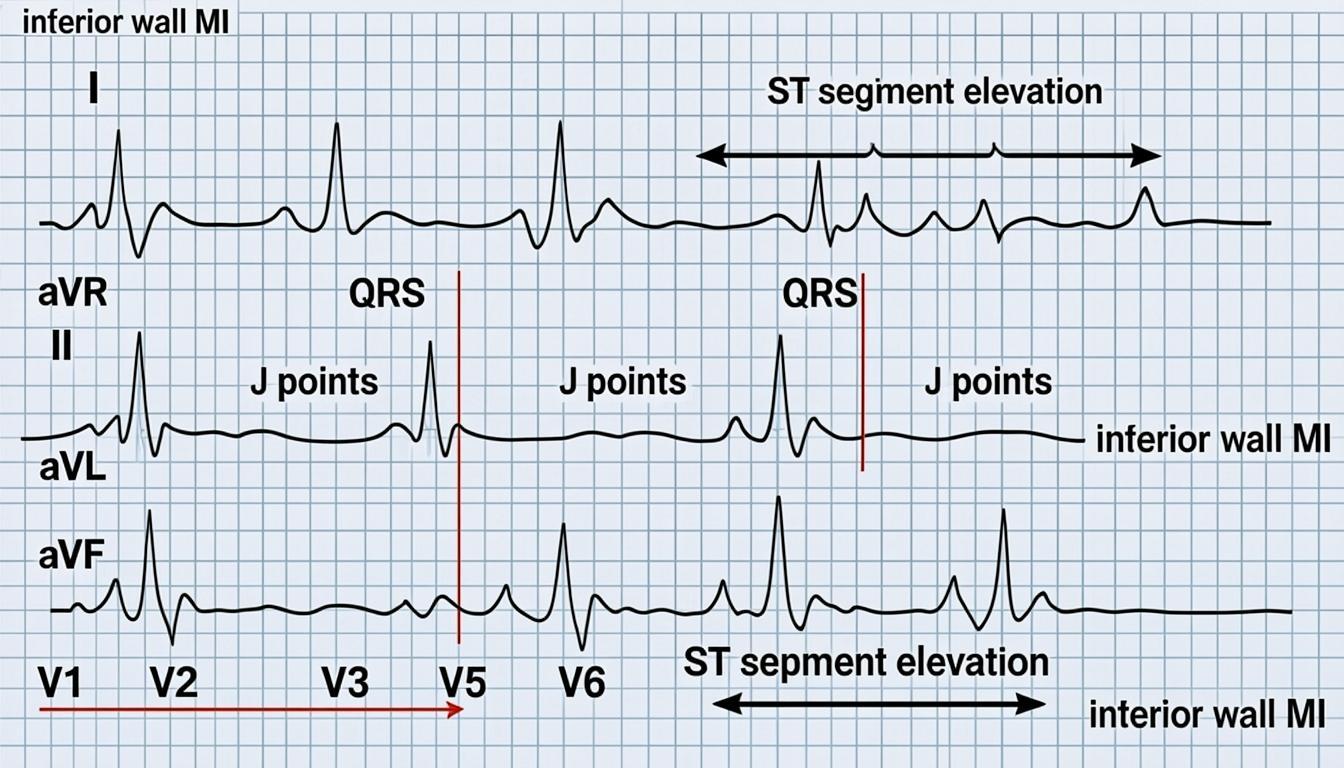 inferior wall MI
I
ST segment elevation
aVR
QRS
QRS
II
J points
J points
J points
inferior wall MI
aVL
aVF
V1 V2 V3 V5 V6
ST sepment elevation
interior wall MI